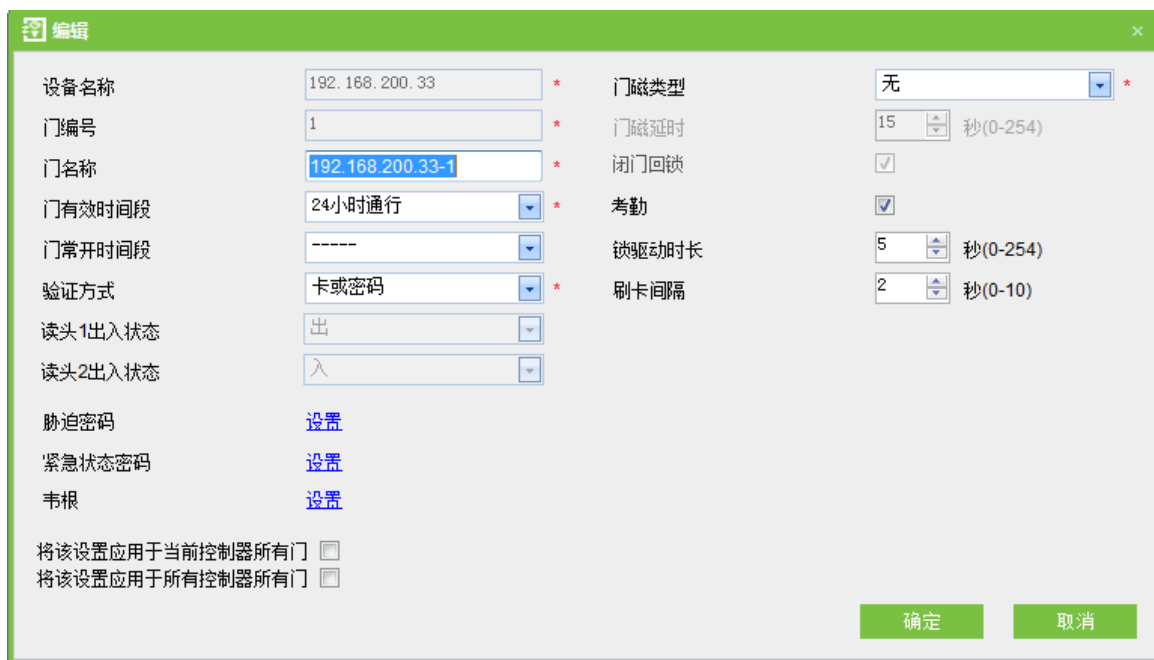 编辑
设备名称 192.168.200.33 * 门磁类型 无 *
门编号 1 * 门磁延时 15 秒(0-254)
门名称 192.168.200.33-1 * 闭门回锁
门有效时间段 24小时通行 * 考勤
门常开时间段 ----- 锁驱动时长 5 秒(0-254)
验证方式 卡或密码 * 刷卡间隔 2 秒(0-10)
读头1出入状态 出
读头2出入状态 入
胁迫密码 设置
紧急状态密码 设置
韦根 设置
将该设置应用于当前控制器所有门
将该设置应用于所有控制器所有门
确定 取消